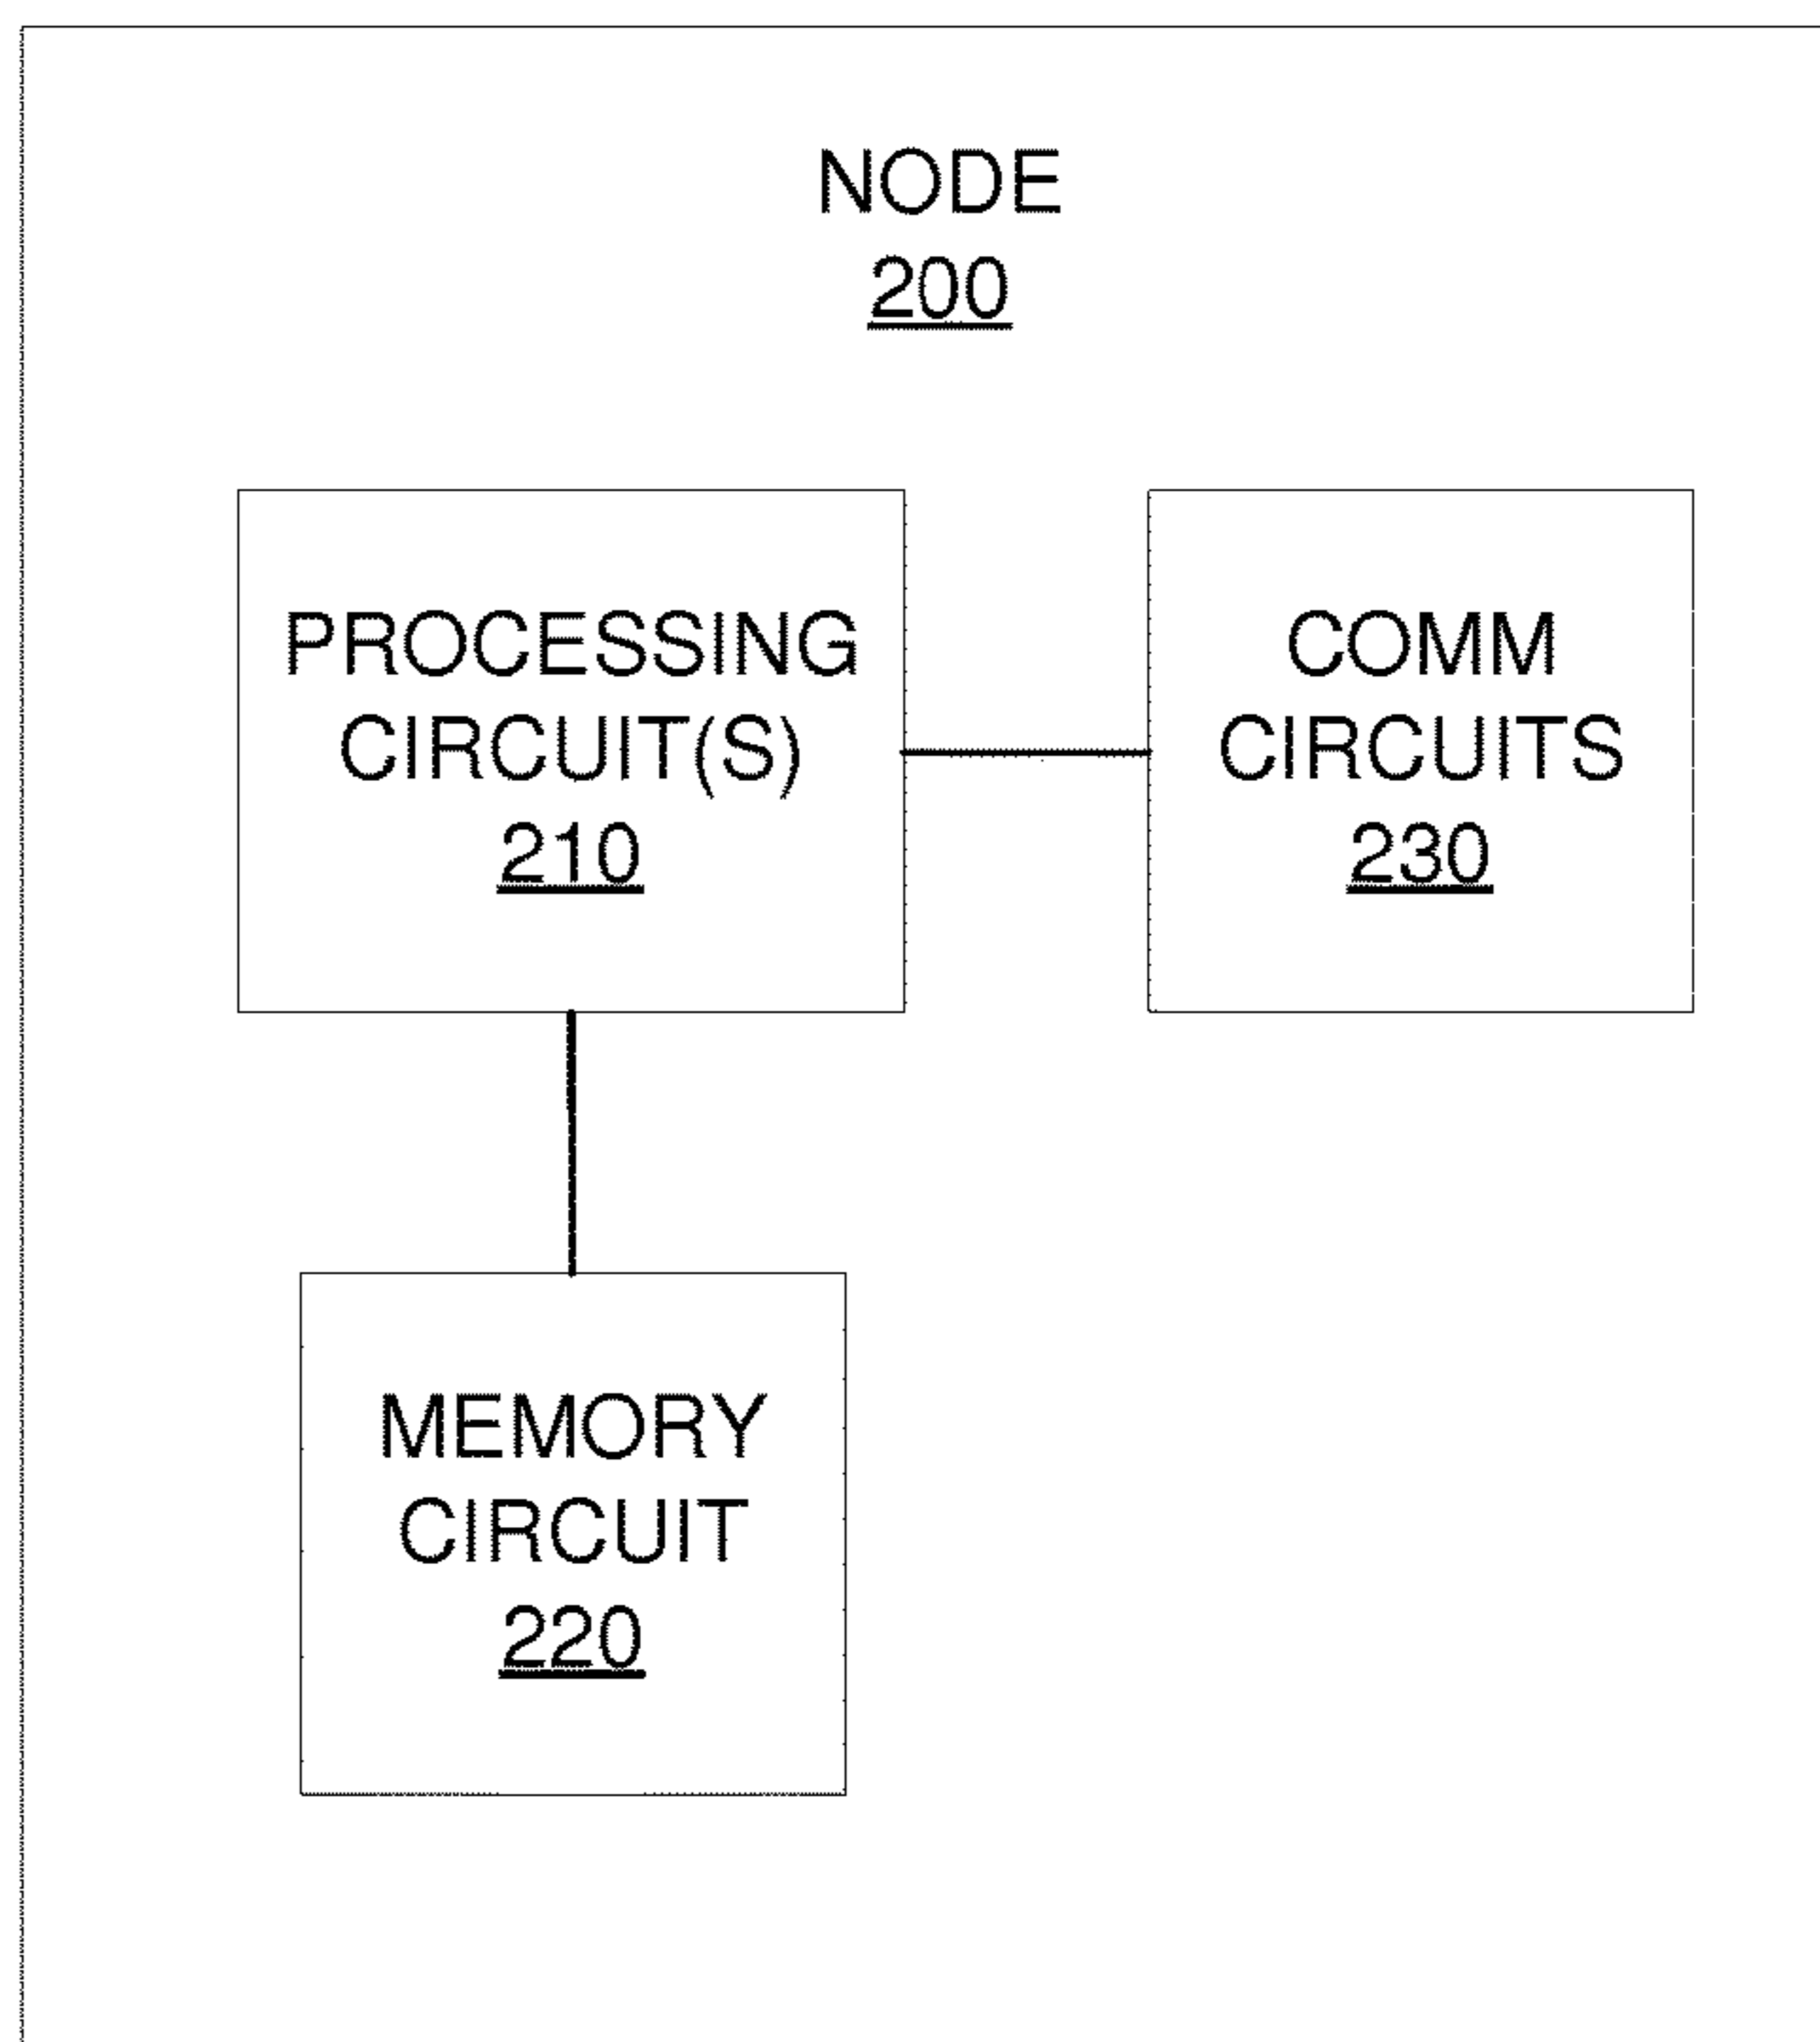 NODE
200
PROCESSING
CIRCUIT(S)
210
COMM
CIRCUITS
230
MEMORY
CIRCUIT
220